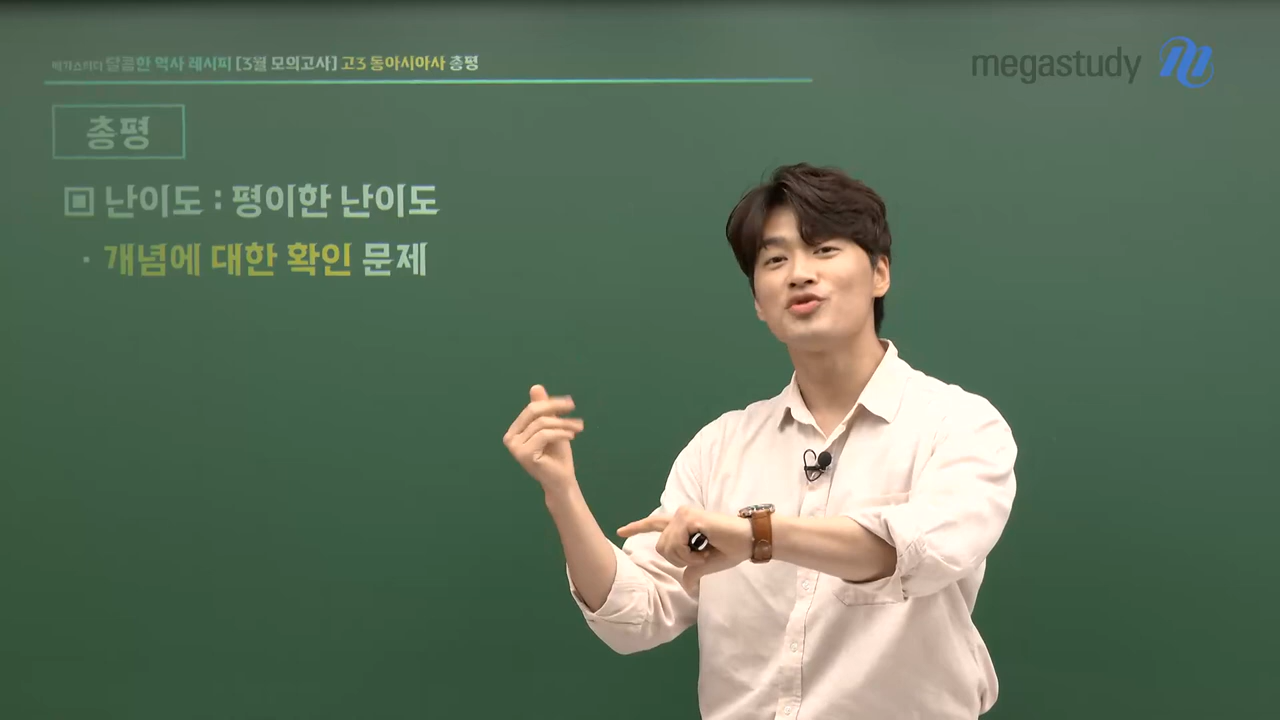 메가스터디 달콤한 역사 레시피 [3월 모의고사] 고3 동아시아사 총평
megastudy
총평
난이도 : 평이한 난이도
· 개념에 대한 확인 문제